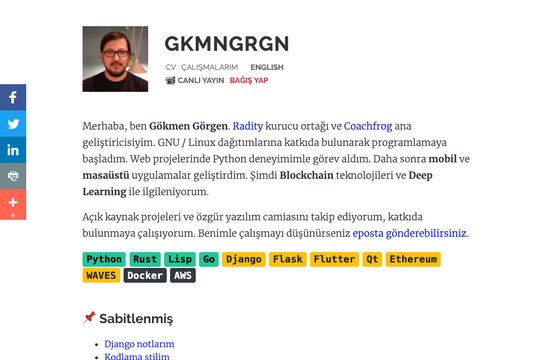 GKMNGRGN
CV ÇALIŞMALARIM ENGLISH
CANLI YAYIN BAĞIŞ YAP
9
Merhaba, ben Gökmen Görgen. Radity kurucu ortağı ve Coachfrog ana
geliştiricisiyim. GNU / Linux dağıtımlarına katkıda bulunarak programlamaya
başladım. Web projelerinde Python deneyimimle görev aldım. Daha sonra mobil ve
masaüstü uygulamalar geliştirdim. Şimdi Blockchain teknolojileri ve Deep
Learning ile ilgileniyorum.
Açık kaynak projeleri ve özgür yazılım camiasını takip ediyorum, katkıda
bulunmaya çalışıyorum. Benimle çalışmayı düşünürseniz eposta gönderebilirsiniz.
Python Rust Lisp Go Django Flask Flutter Qt Ethereum
WAVES Docker AWS
Sabitlenmiş
Django notlarım
Kodlama stilim